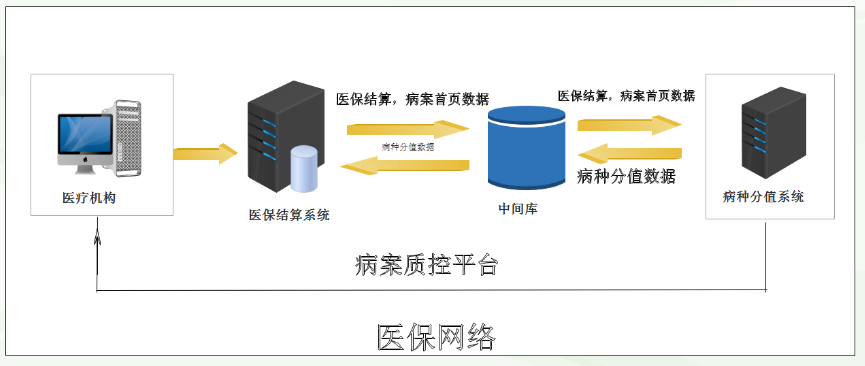 医保结算，病案首页数据
医保结算，病案首页数据
病种分值数据
病种分值数据
医疗机构
医保结算系统
中间库
病种分值系统
病案质控平台
医保网络